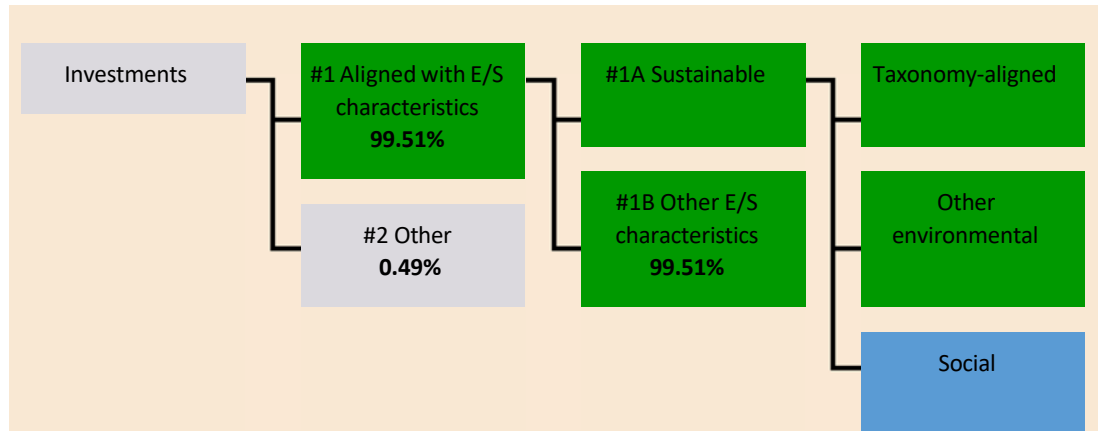 Investments
#1 Aligned with E/S
characteristics
99.51%
#2 Other
0.49%
#1A Sustainable
#1B Other E/S
characteristics
99.51%
Taxonomy-aligned
Other
environmental
Social